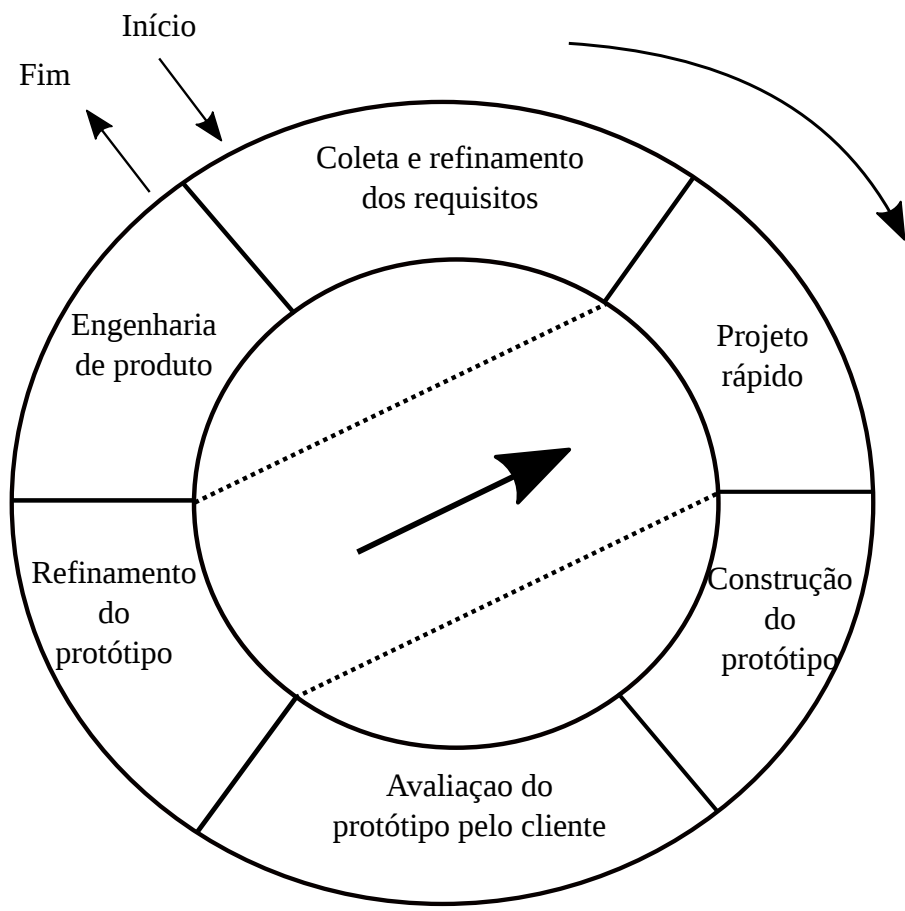 Início
Fim
Coleta e refinamento
dos requisitos
Projeto
rápido
Construção
do
protótipo
Avaliaçao do
protótipo pelo cliente
Refinamento
do
protótipo
Engenharia
de produto